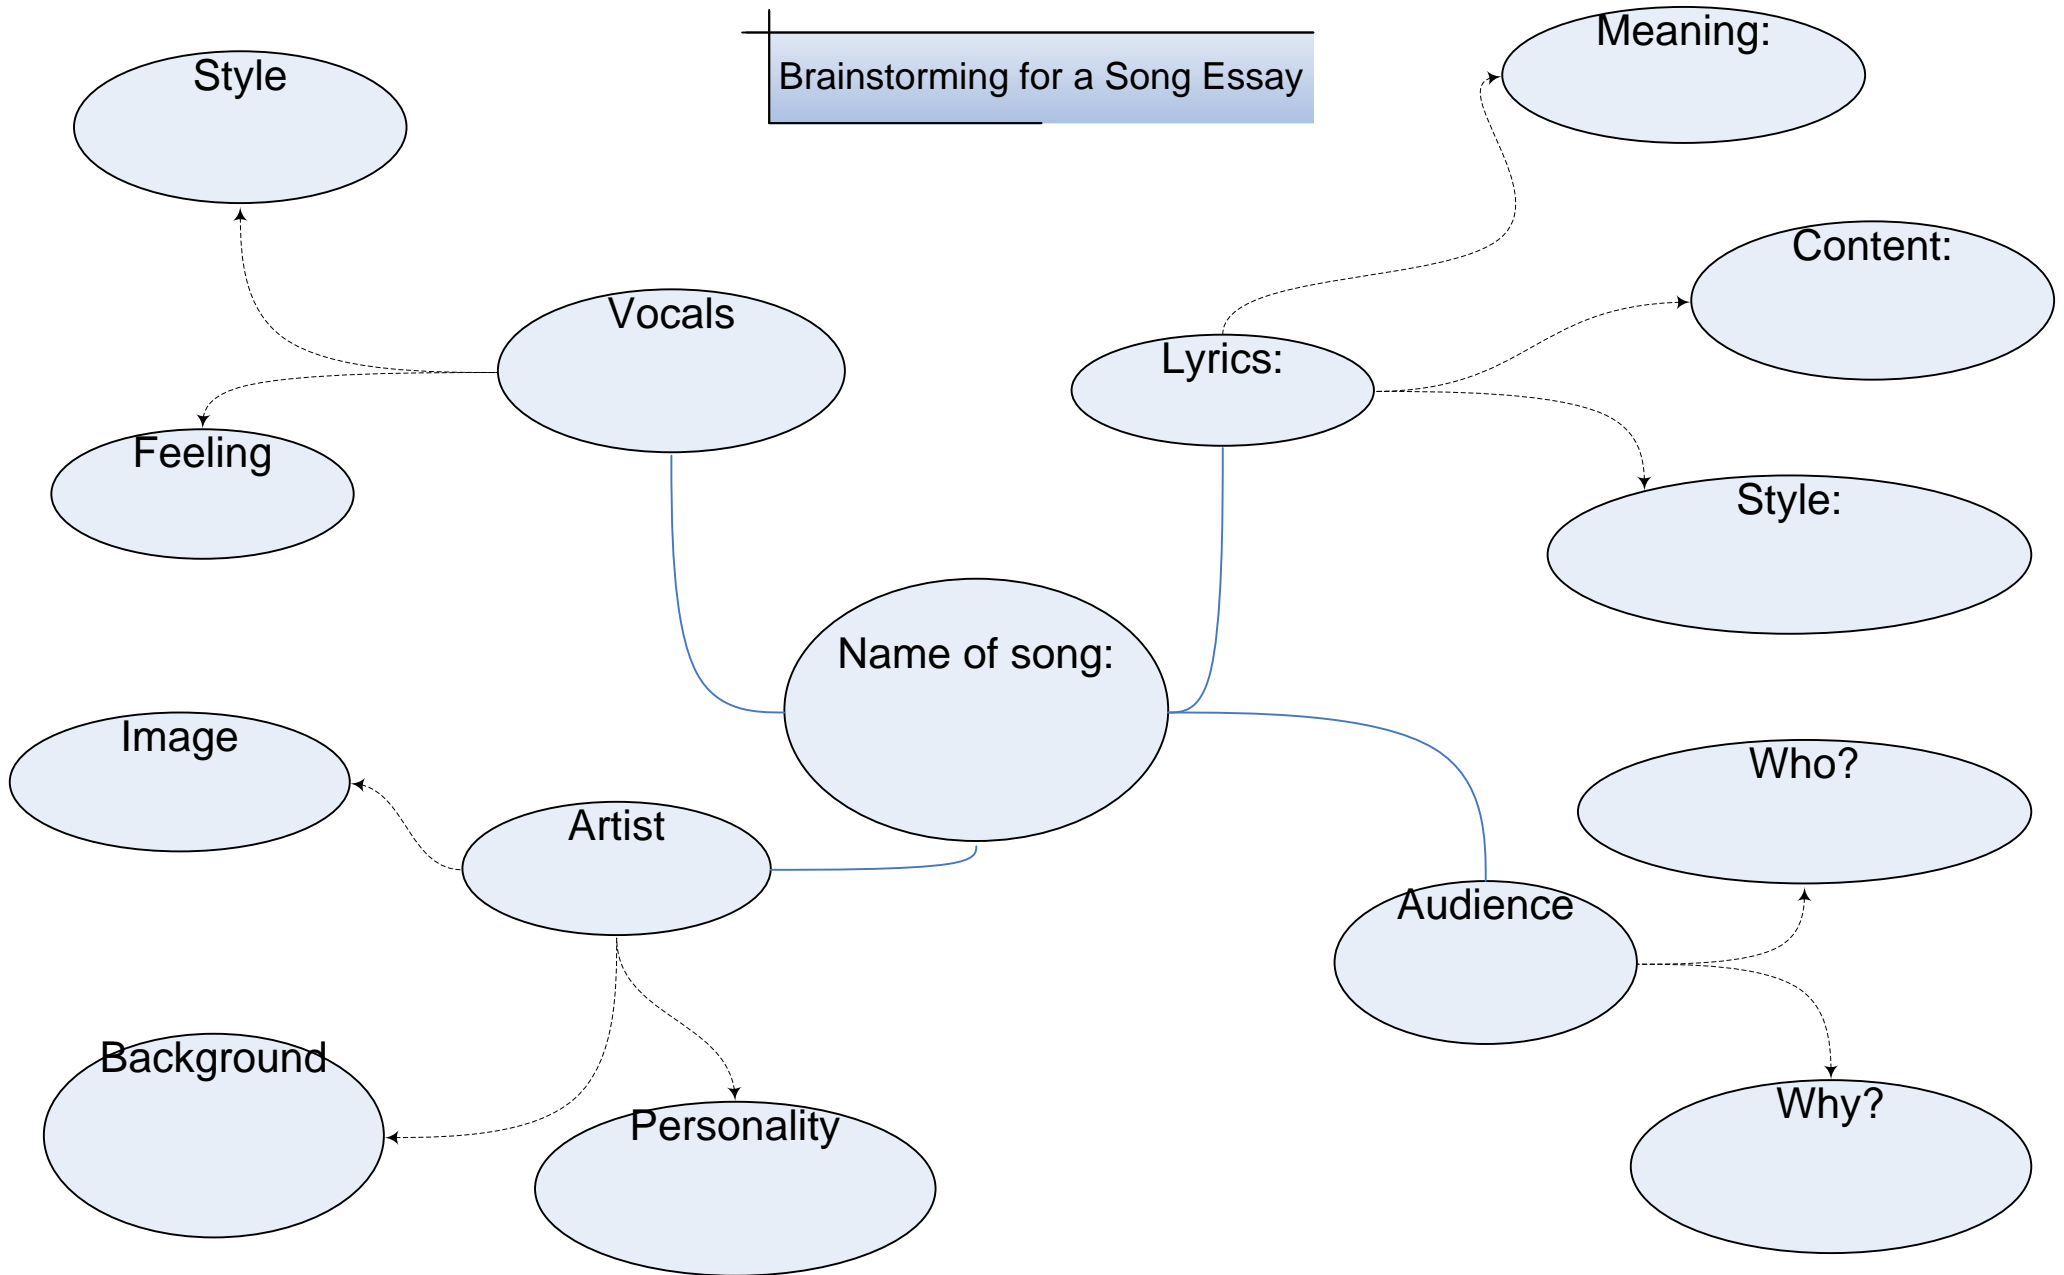 Brainstorming for a Song Essay
Meaning:
Style
Content:
Vocals
Lyrics:
Feeling
Style:
Name of song:
Image
Who?
Artist
Audience
Background
Why?
Personality